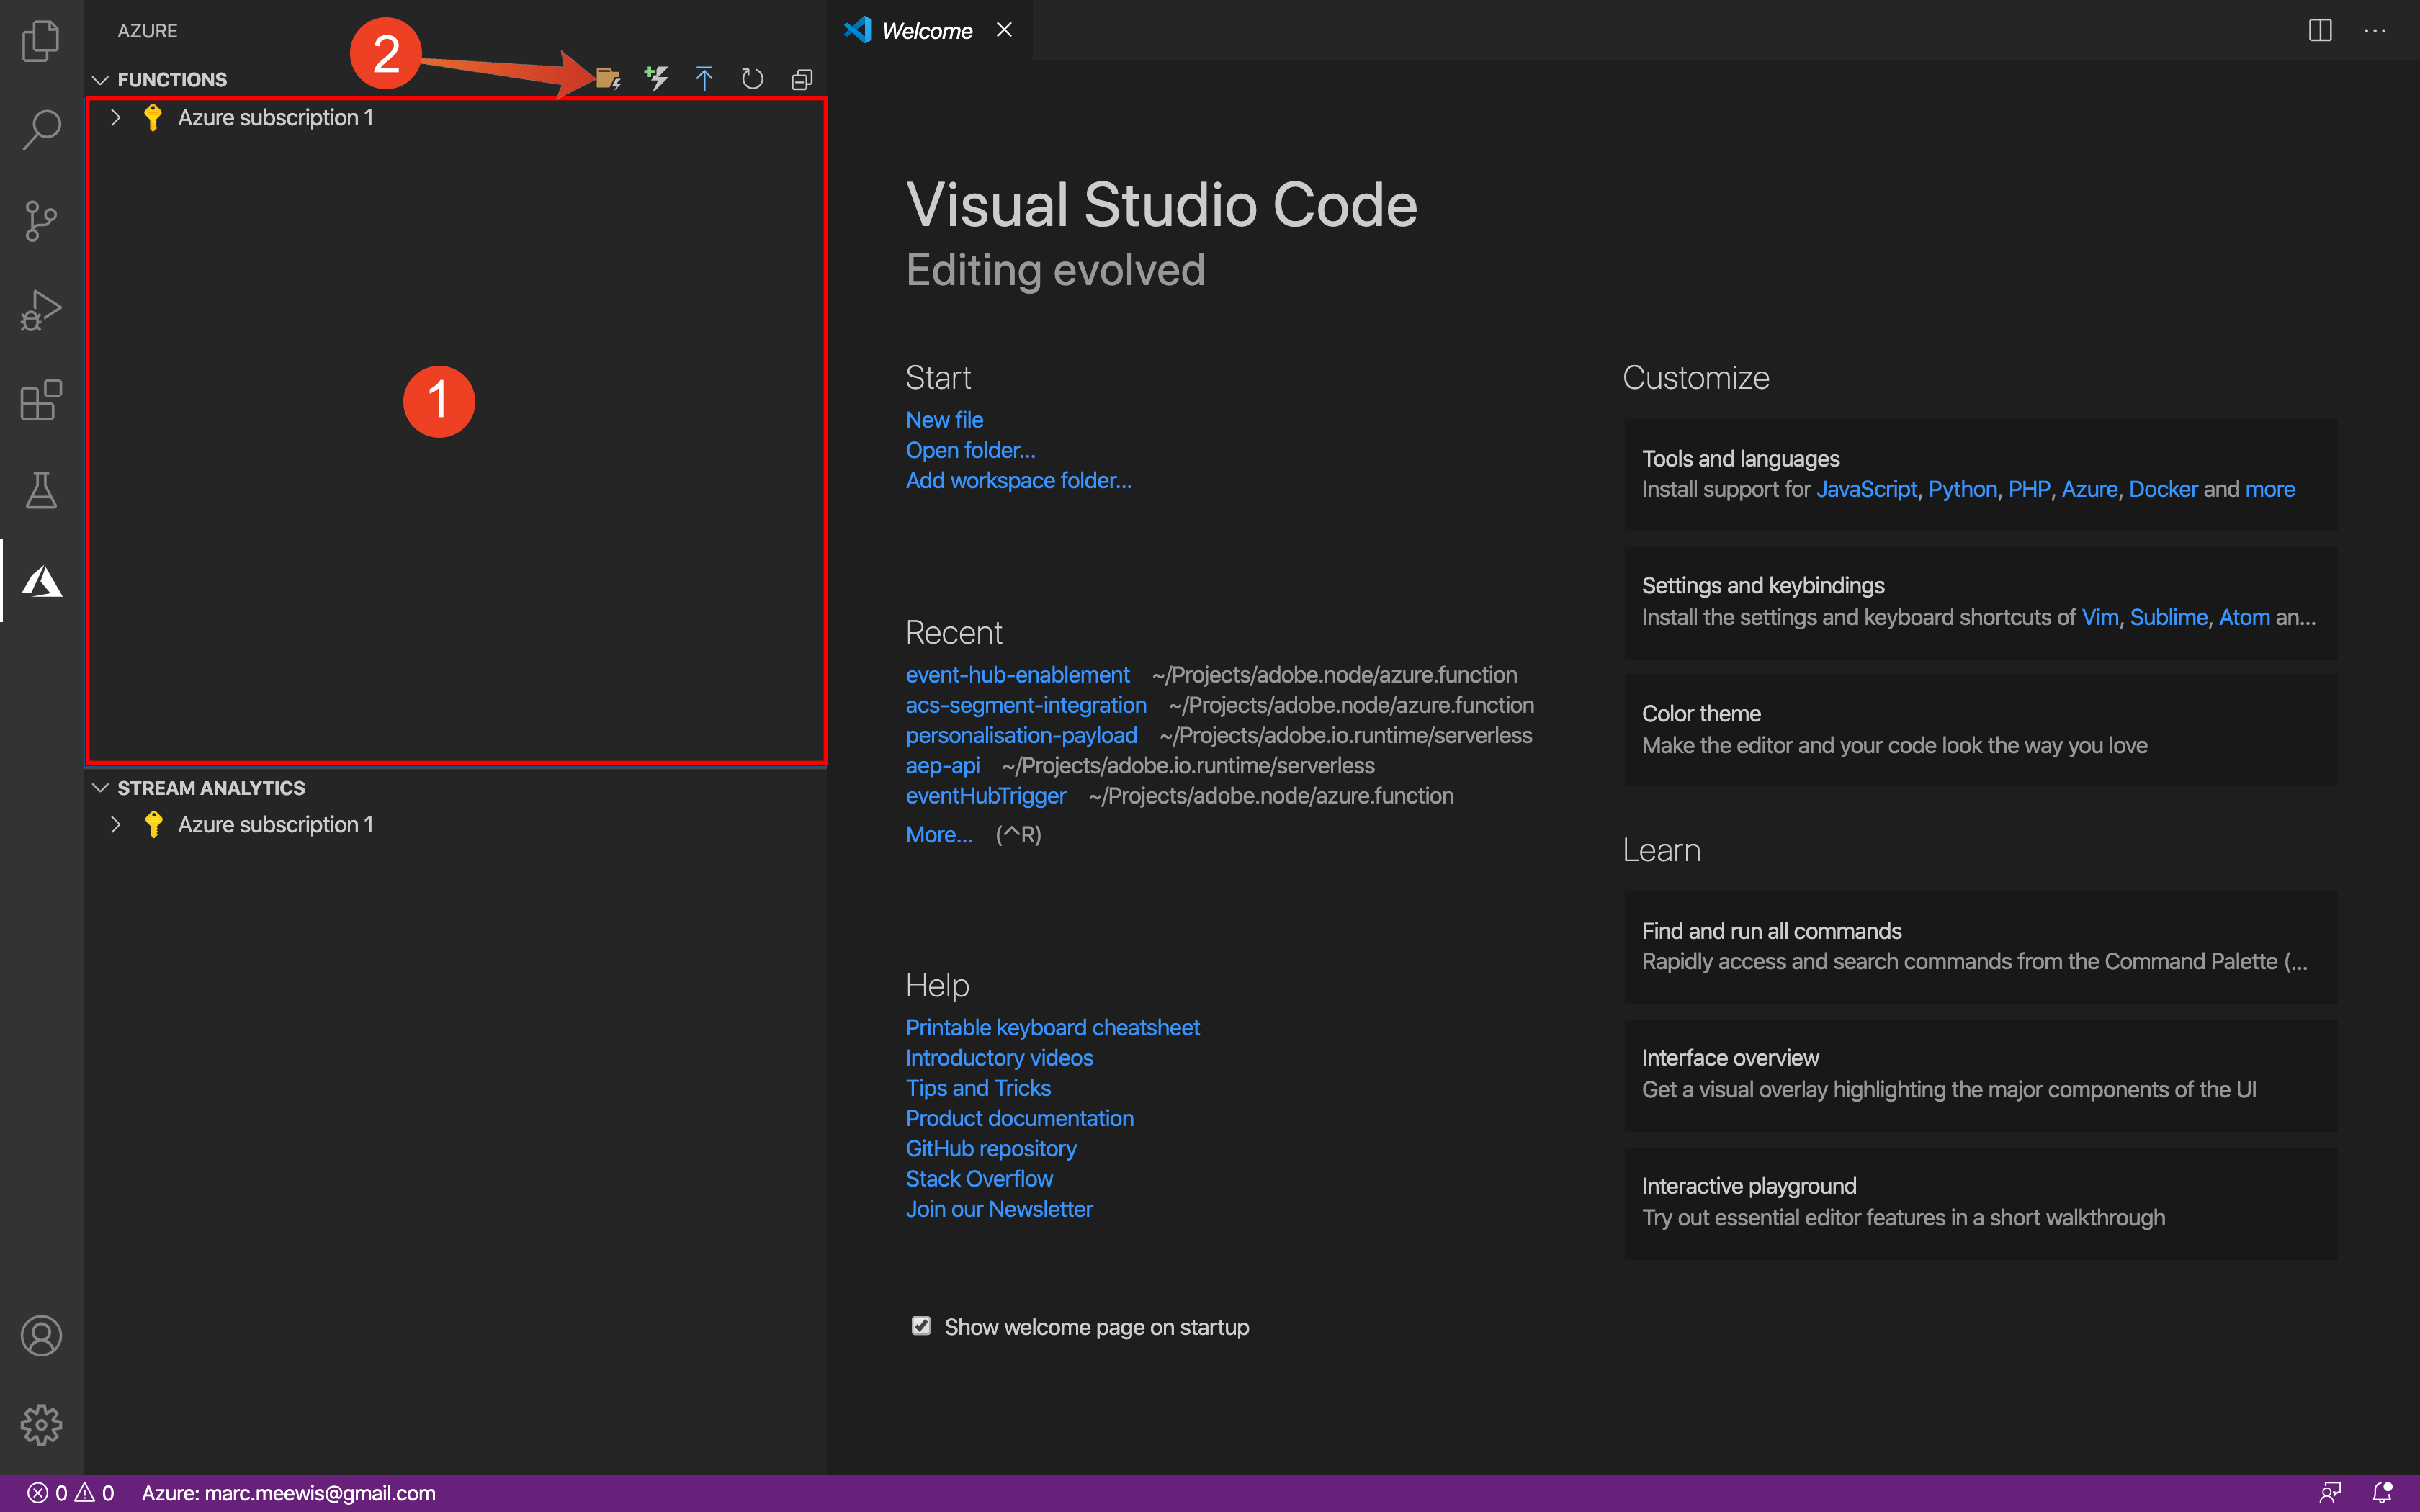 AZURE
2
FUNCTIONS
Azure subscription 1
1
STREAM ANALYTICS
Azure subscription 1
Welcome
Visual Studio Code
Editing evolved
Start
New file
Open folder...
Add workspace folder...
Recent
event-hub-enablement ~/Projects/adobe.node/azure.function
acs-segment-integration ~/Projects/adobe.node/azure.function
personalisation-payload ~/Projects/adobe.io.runtime/serverless
aep-api ~/Projects/adobe.io.runtime/serverless
eventHubTrigger ~/Projects/adobe.node/azure.function
More... (^R)
Help
Printable keyboard cheatsheet
Introductory videos
Tips and Tricks
Product documentation
GitHub repository
Stack Overflow
Join our Newsletter
Show welcome page on startup
Customize
Tools and languages
Install support for JavaScript, Python, PHP, Azure, Docker and more
Settings and keybindings
Install the settings and keyboard shortcuts of Vim, Sublime, Atom an...
Color theme
Make the editor and your code look the way you love
Learn
Find and run all commands
Rapidly access and search commands from the Command Palette (...
Interface overview
Get a visual overlay highlighting the major components of the UI
Interactive playground
Try out essential editor features in a short walkthrough
0 0 Azure: marc.meewis@gmail.com